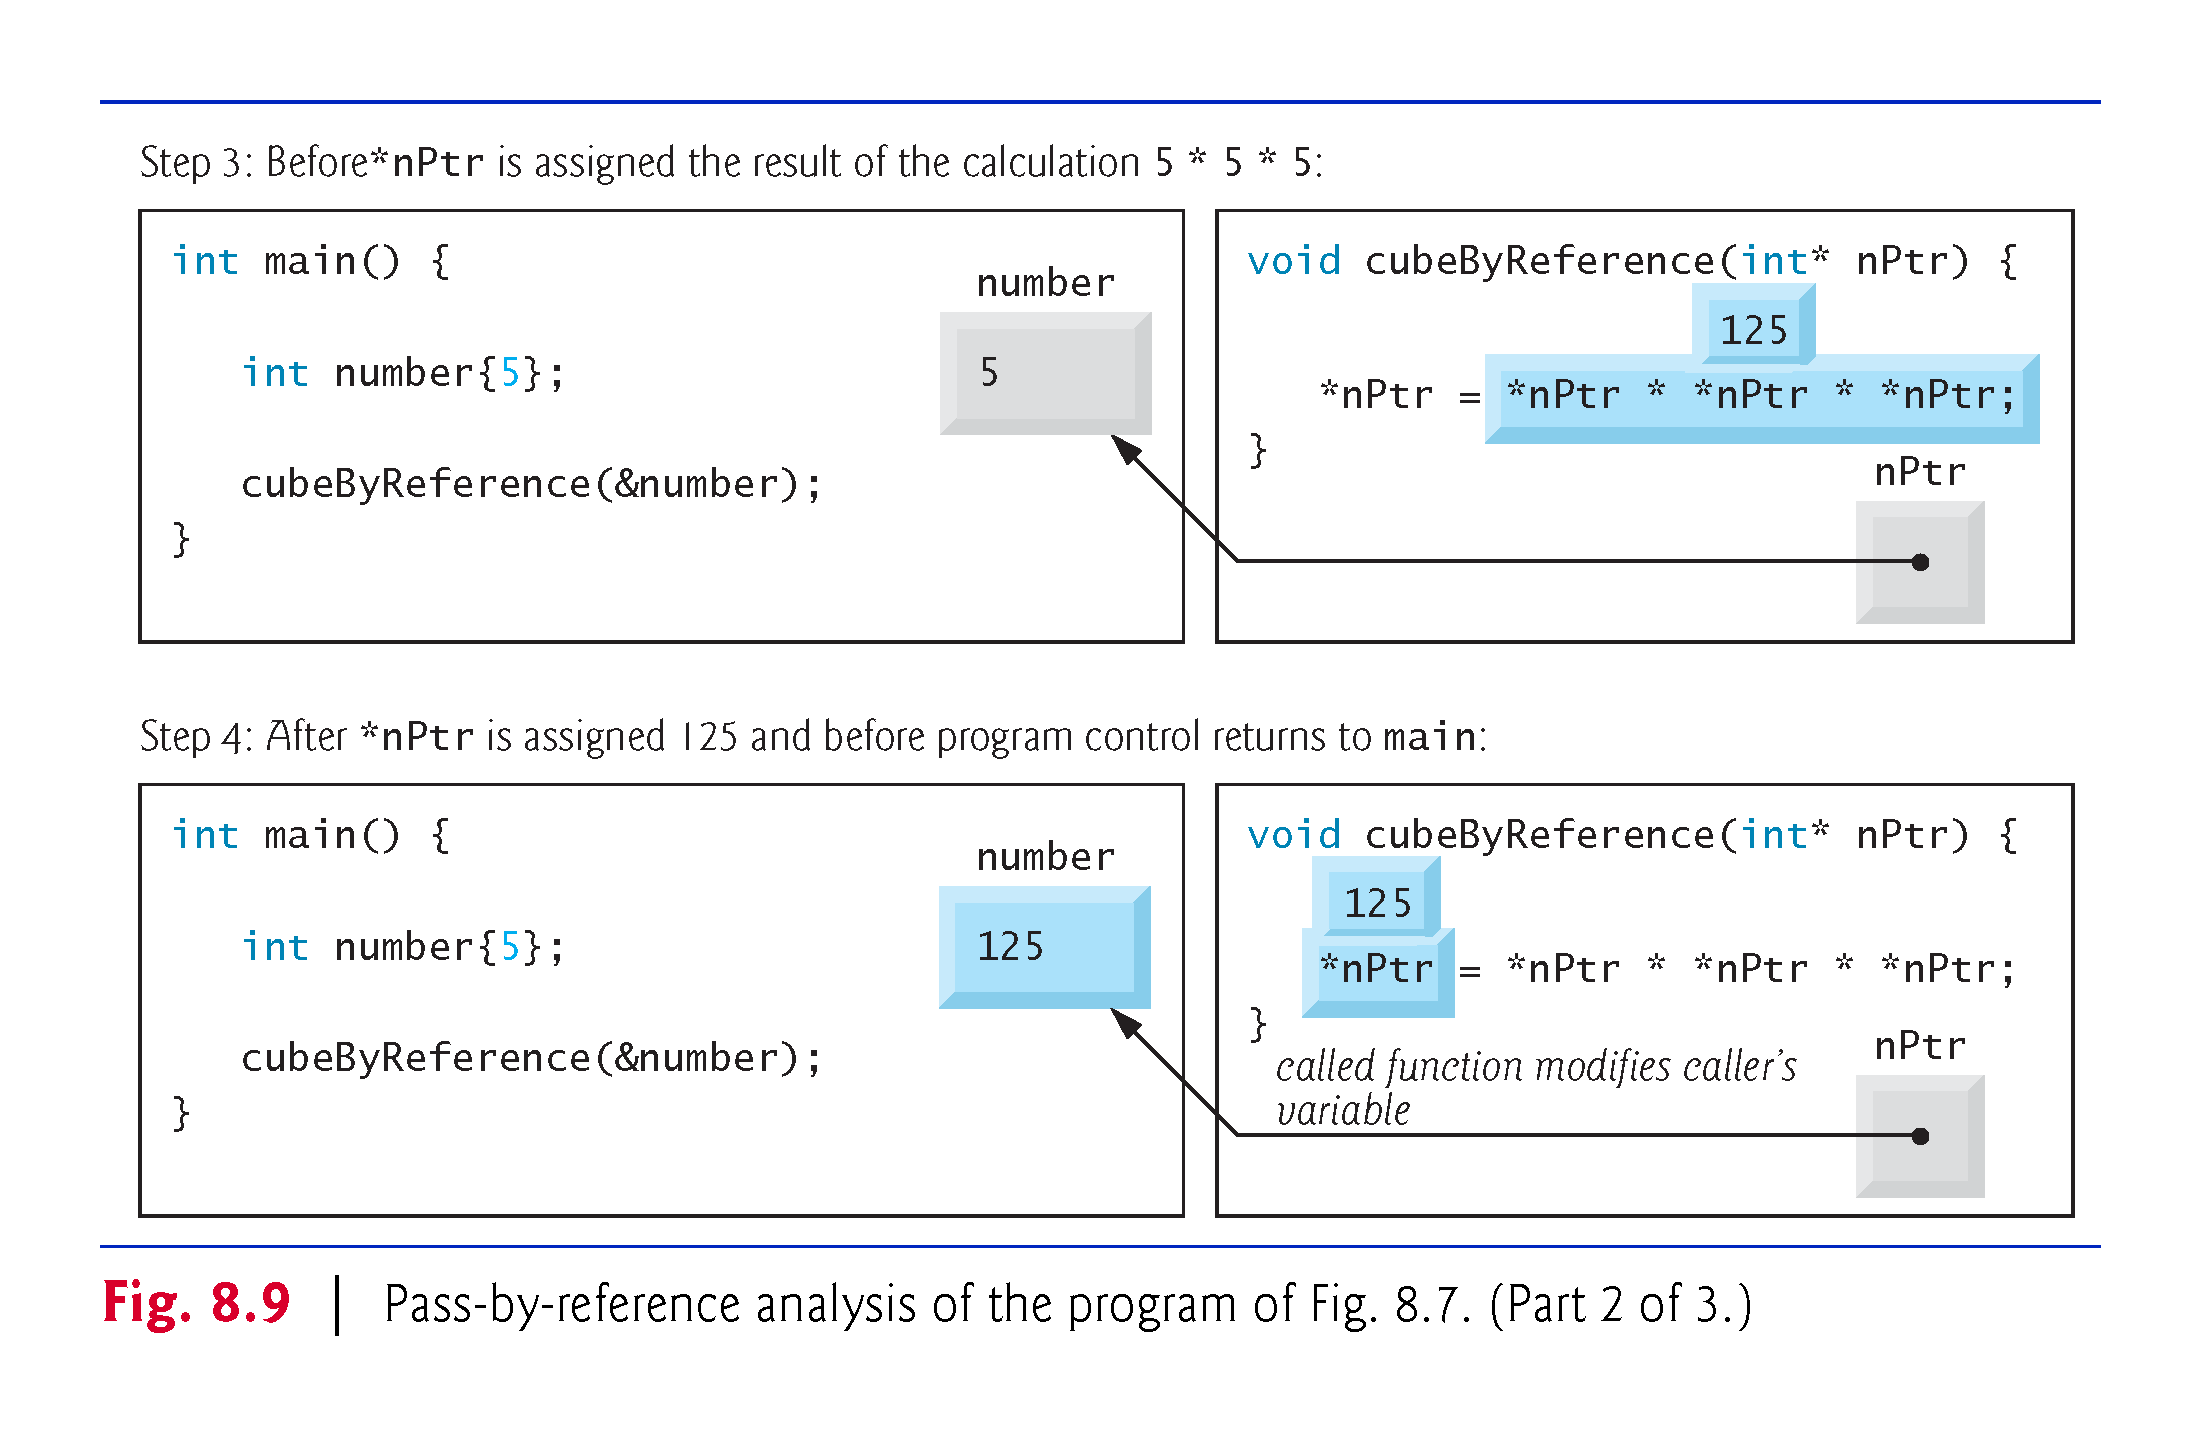 Step 3: Before*nPtr is assigned the result of the calculation 5 * 5 * 5:
int main() {
number
int number{5};
5
cubeByReference(&number);
}
void cubeByReference(int* nPtr) {
125
*nPtr = *nPtr * *nPtr * *nPtr;
}
nPtr
Step 4: After *nPtr is assigned 125 and before program control returns to main:
int main() {
number
int number{5};
125
cubeByReference(&number);
}
void cubeByReference(int* nPtr) {
125
*nPtr = *nPtr * *nPtr * *nPtr;
}
called function modifies caller’s
variable
nPtr
Fig. 8.9 | Pass-by-reference analysis of the program of Fig. 8.7. (Part 2 of 3.)